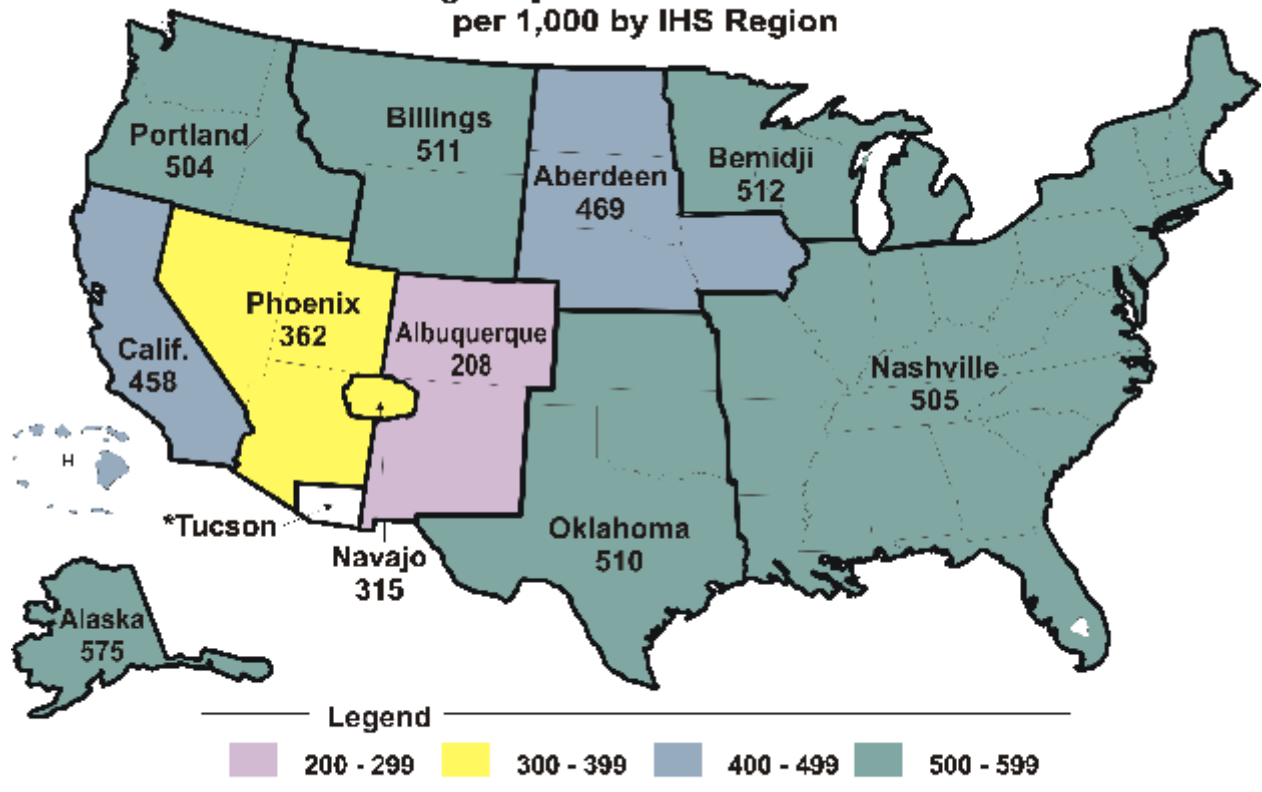 per 1,000 by IHS Region
Portland
504
Billings
511
Aberdeen
469
Bemidji
512
Phoenix
362
Albuquerque
208
Calif.
458
Nashville
505
H
*Tucson
Navajo
315
Oklahoma
510
Alaska
575
Legend
200 - 299
300 - 399
400 - 499
500 - 599